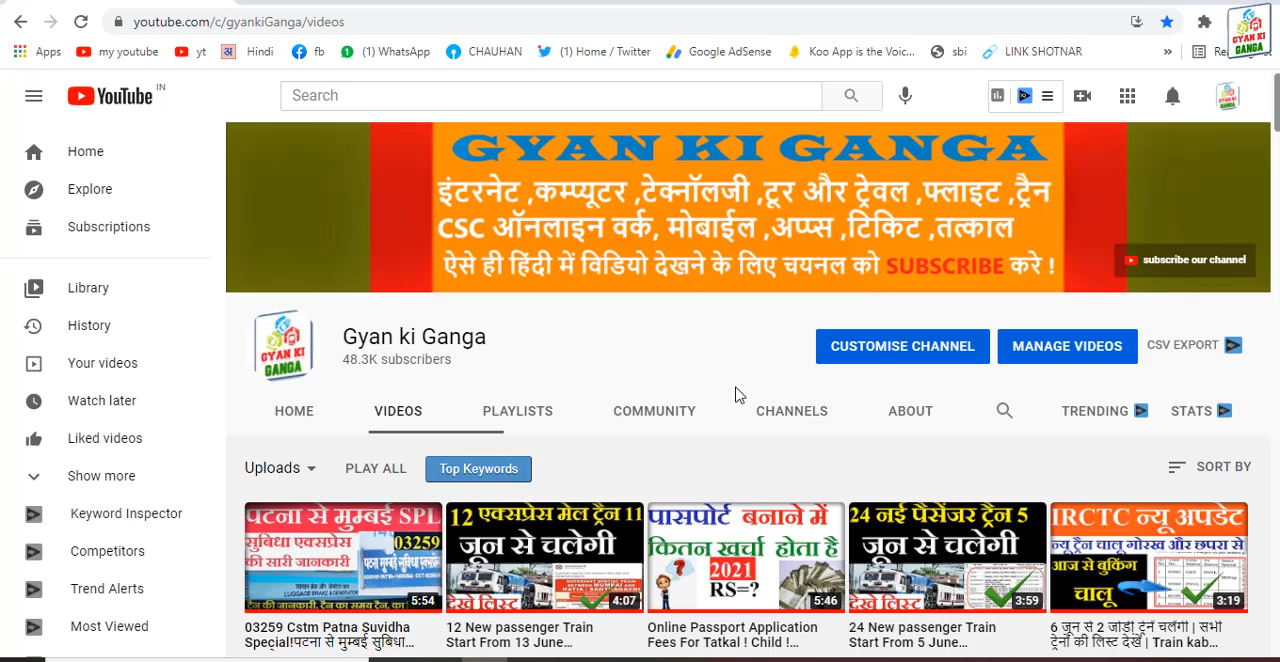 youtube.com/c/gyankiGanga/videos
Apps my youtube yt Hindi fb (1) WhatsApp CHAUHAN (1) Home / Twitter Google AdSense Koo App is the Voic... sbi LINK SHOTNAR »
GYAN KI GANGA
YouTube IN
Search
Home
Explore
Subscriptions
Library
History
Your videos
Watch later
Liked videos
Show more
Keyword Inspector
Competitors
Trend Alerts
Most Viewed
GYAN KI GANGA
इंटरनेट ,कम्प्यूटर ,टेक्नॉलजी ,टूर और ट्रेवल ,फ्लाइट ,ट्रैन
CSC ऑनलाइन वर्क, मोबाईल ,अप्प्स ,टिकिट ,तत्काल
ऐसे ही हिंदी में विडियो देखने के लिए चयनल को SUBSCRIBE करे !
subscribe our channel
GYAN KI GANGA
Gyan ki Ganga
48.3K subscribers
CUSTOMISE CHANNEL MANAGE VIDEOS CSV EXPORT
HOME VIDEOS PLAYLISTS COMMUNITY CHANNELS ABOUT TRENDING STATS
Uploads PLAY ALL Top Keywords SORT BY
पटना से मुम्बई SPL
सुबिधा एक्सप्रेस 03259
की सारी जानकारी
5:54
03259 Cstm Patna Suvidha
Special!पटना से मुम्बई सुबिधा...
12 एक्सप्रेस मेल ट्रैन 11
जून से चलेगी
देखे लिस्ट
4:07
12 New passenger Train
Start From 13 June...
पासपोर्ट बनाने में
कितन खर्चा होता है
2021
RS=?
5:46
Online Passport Application
Fees For Tatkal ! Child !...
24 नई पैसेंजर ट्रैन 5
जून से चलेगी
देखे लिस्ट
3:59
24 New passenger Train
Start From 5 June...
IRCTC न्यू अपडेट
न्यू ट्रैन चालू गोरख और छपरा से
आज से बुकिंग
चालू
3:19
6 जून से 2 जोड़ी ट्रेनें चलेंगी | सभी
ट्रेनों की लिस्ट देखें | Train kab...